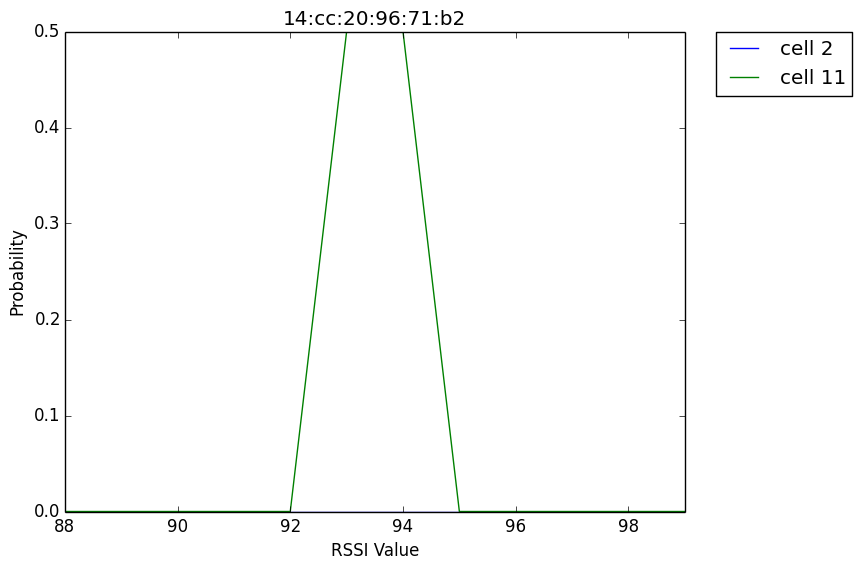 14:cc:20:96:71:b2
cell 2
cell 11
0.5
0.4
0.3
0.2
0.1
0.0
Probability
88 90 92 94 96 98
RSSI Value